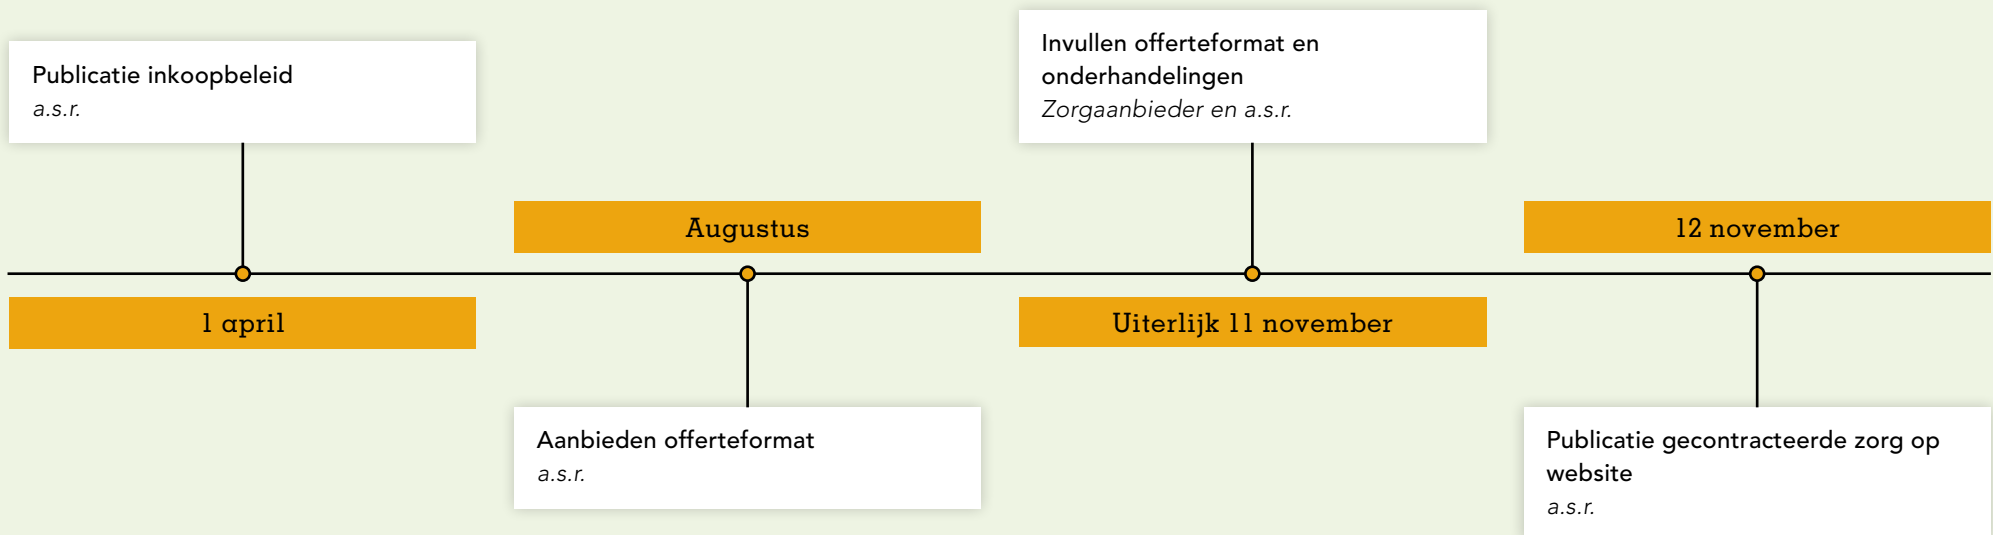 Publicatie inkoopbeleid
a.s.r.
1 april
Augustus
Aanbieden offerteformat
a.s.r.
Invullen offerteformat en
onderhandelingen
Zorgaanbieder en a.s.r.
Uiterlijk 11 november
12 november
Publicatie gecontracteerde zorg op
website
a.s.r.